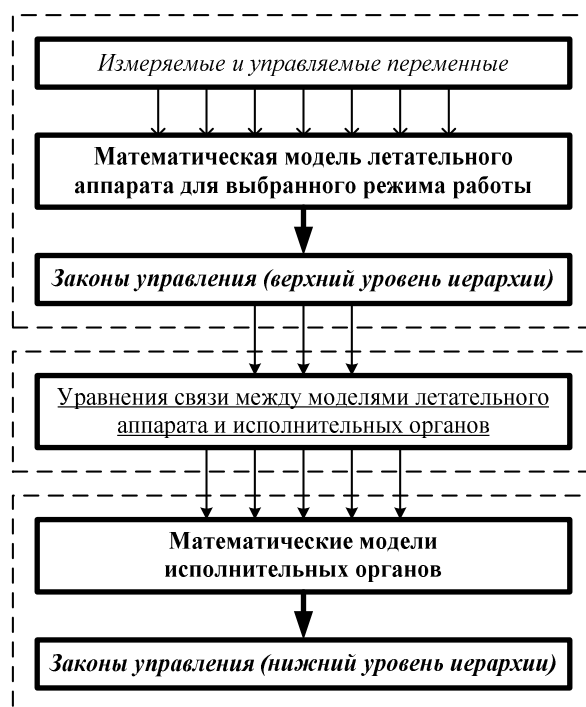 Измеряемые и управляемые переменные
Математическая модель летательного
аппарата для выбранного режима работы
Законы управления (верхний уровень иерархии)
Уравнения связи между моделями летательного
аппарата и исполнительных органов
Математические модели
исполнительных органов
Законы управления (нижний уровень иерархии)